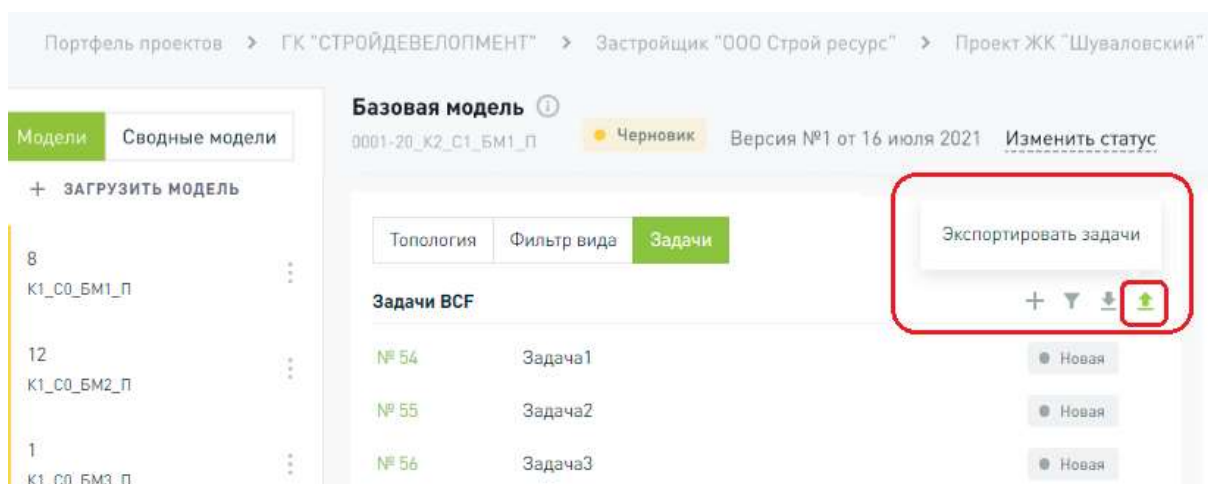 Портфель проектов > ГК "СТРОЙДЕВЕЛОПМЕНТ" > Застройщик "ООО Строй ресурс" > Проект ЖК "Шуваловский"
Модели Сводные модели
+ ЗАГРУЗИТЬ МОДЕЛЬ
8
К1_С0_БМ1_П
12
К1_С0_БМ2_П
1
К1_С0_БМ3_П
Базовая модель
0001-20_К2_С1_БМ1_П Черновик Версия №1 от 16 июля 2021 Изменить статус
Топология Фильтр вида Задачи
Экспортировать задачи
Задачи BCF
№ 54 Задача1 Новая
№ 55 Задача2 Новая
№ 56 Задача3 Новая